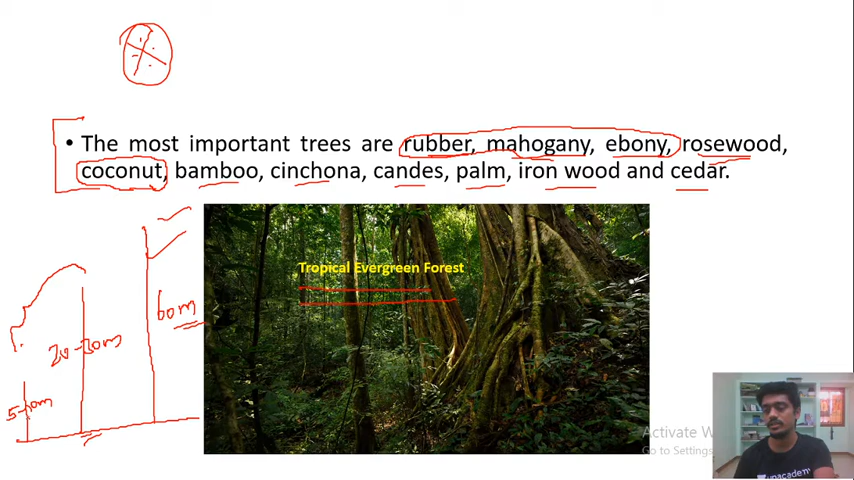 • The most important trees are rubber, mahogany, ebony, rosewood,
coconut, bamboo, cinchona, candes, palm, iron wood and cedar.
Tropical Evergreen Forest
60m
20-30m
5-10m
Activate W
Go to Settings
unacadem